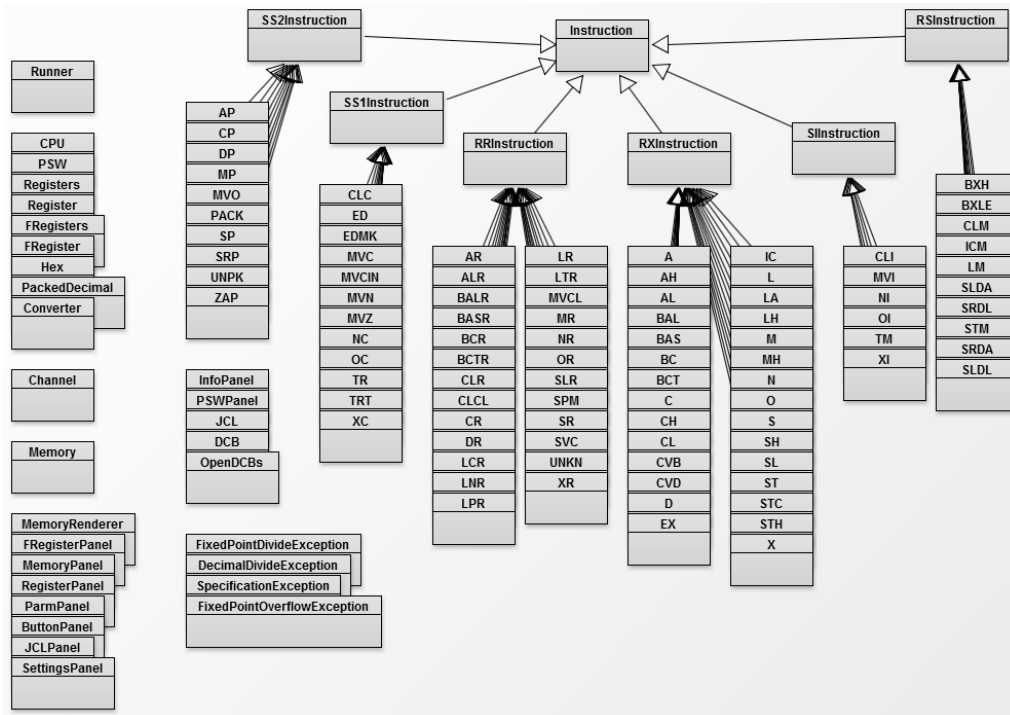 SS2Instruction
Instruction
RSInstruction
Runner
SS1Instruction
AP
CP
DP
MP
MVO
PACK
SP
SRP
UNPK
ZAP
RRInstruction
RXInstruction
SIInstruction
CPU
PSW
Registers
Register
FRegisters
FRegister
Hex
PackedDecimal
Converter
CLC
ED
EDMK
MVC
MVCIN
MVN
MVZ
NC
OC
TR
TRT
XC
BXH
BXLE
CLM
ICM
LM
SLDA
SRDL
STM
SRDA
SLDL
AR
ALR
BALR
BASR
BCR
BCTR
CLR
CLCL
CR
DR
LCR
LNR
LPR
LR
LTR
MVCL
MR
NR
OR
SLR
SPM
SR
SVC
UNKN
XR
A
AH
AL
BAL
BAS
BC
BCT
C
CH
CL
CVB
CVD
D
EX
IC
L
LA
LH
M
MH
N
O
S
SH
SL
ST
STC
STH
X
CLI
MVI
NI
OI
TM
XI
Channel
InfoPanel
PSWPanel
JCL
DCB
OpenDCBs
Memory
MemoryRenderer
FRegisterPanel
MemoryPanel
RegisterPanel
ParmPanel
ButtonPanel
JCLPanel
SettingsPanel
FixedPointDivideException
DecimalDivideException
SpecificationException
FixedPointOverflowException